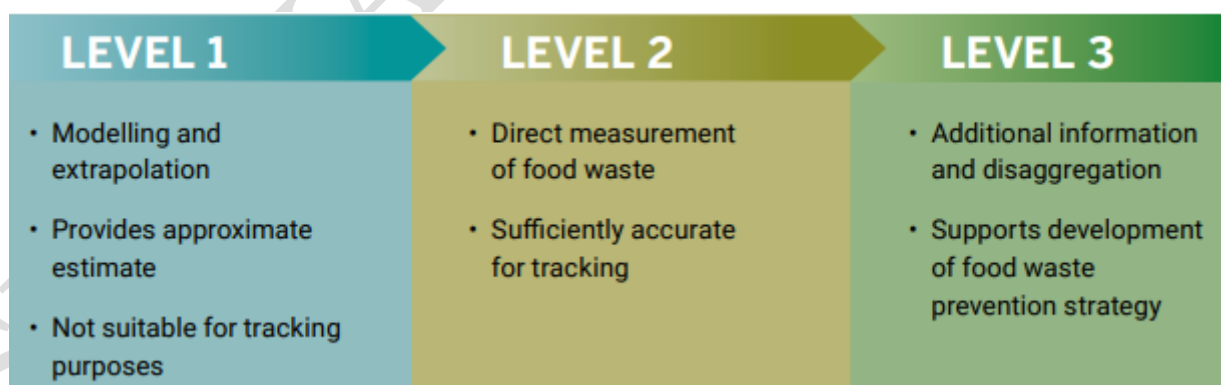 LEVEL 1
• Modelling and
extrapolation
• Provides approximate
estimate
• Not suitable for tracking
purposes
LEVEL 2
• Direct measurement
of food waste
• Sufficiently accurate
for tracking
LEVEL 3
• Additional information
and disaggregation
• Supports development
of food waste
prevention strategy